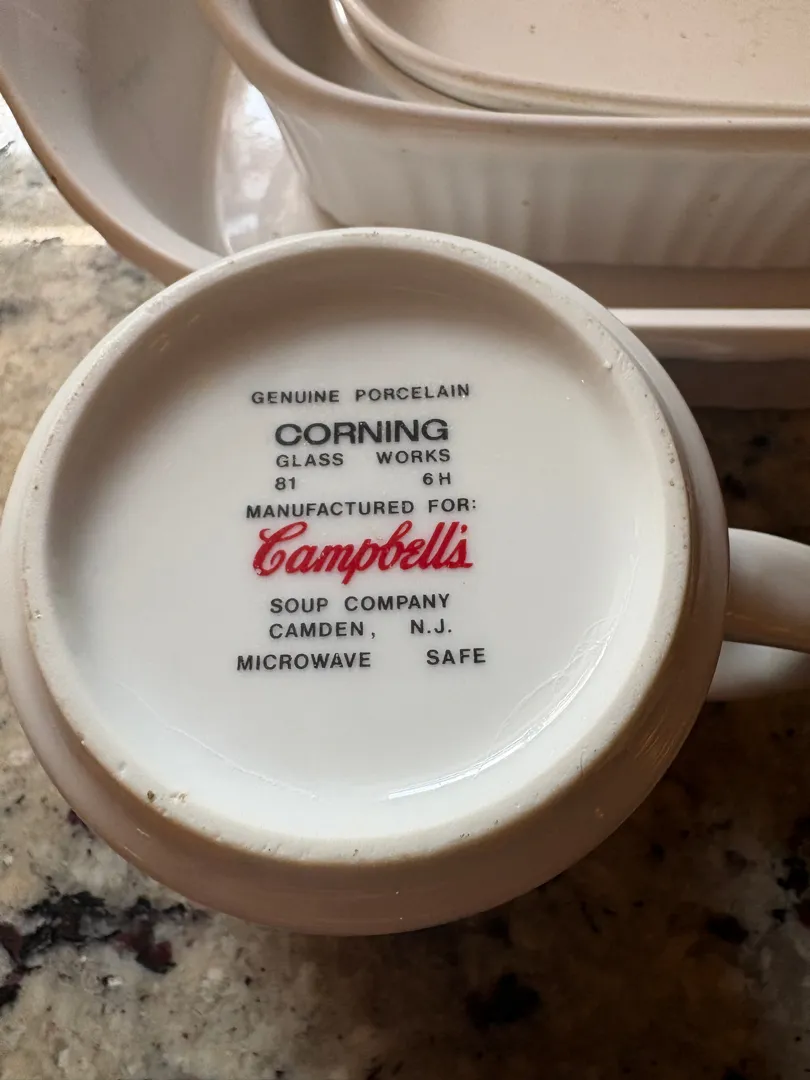 GENUINE PORCELAIN
CORNING
GLASS WORKS
81 6H
MANUFACTURED FOR:
Campbell's
SOUP COMPANY
CAMDEN, N.J.
MICROWAVE SAFE